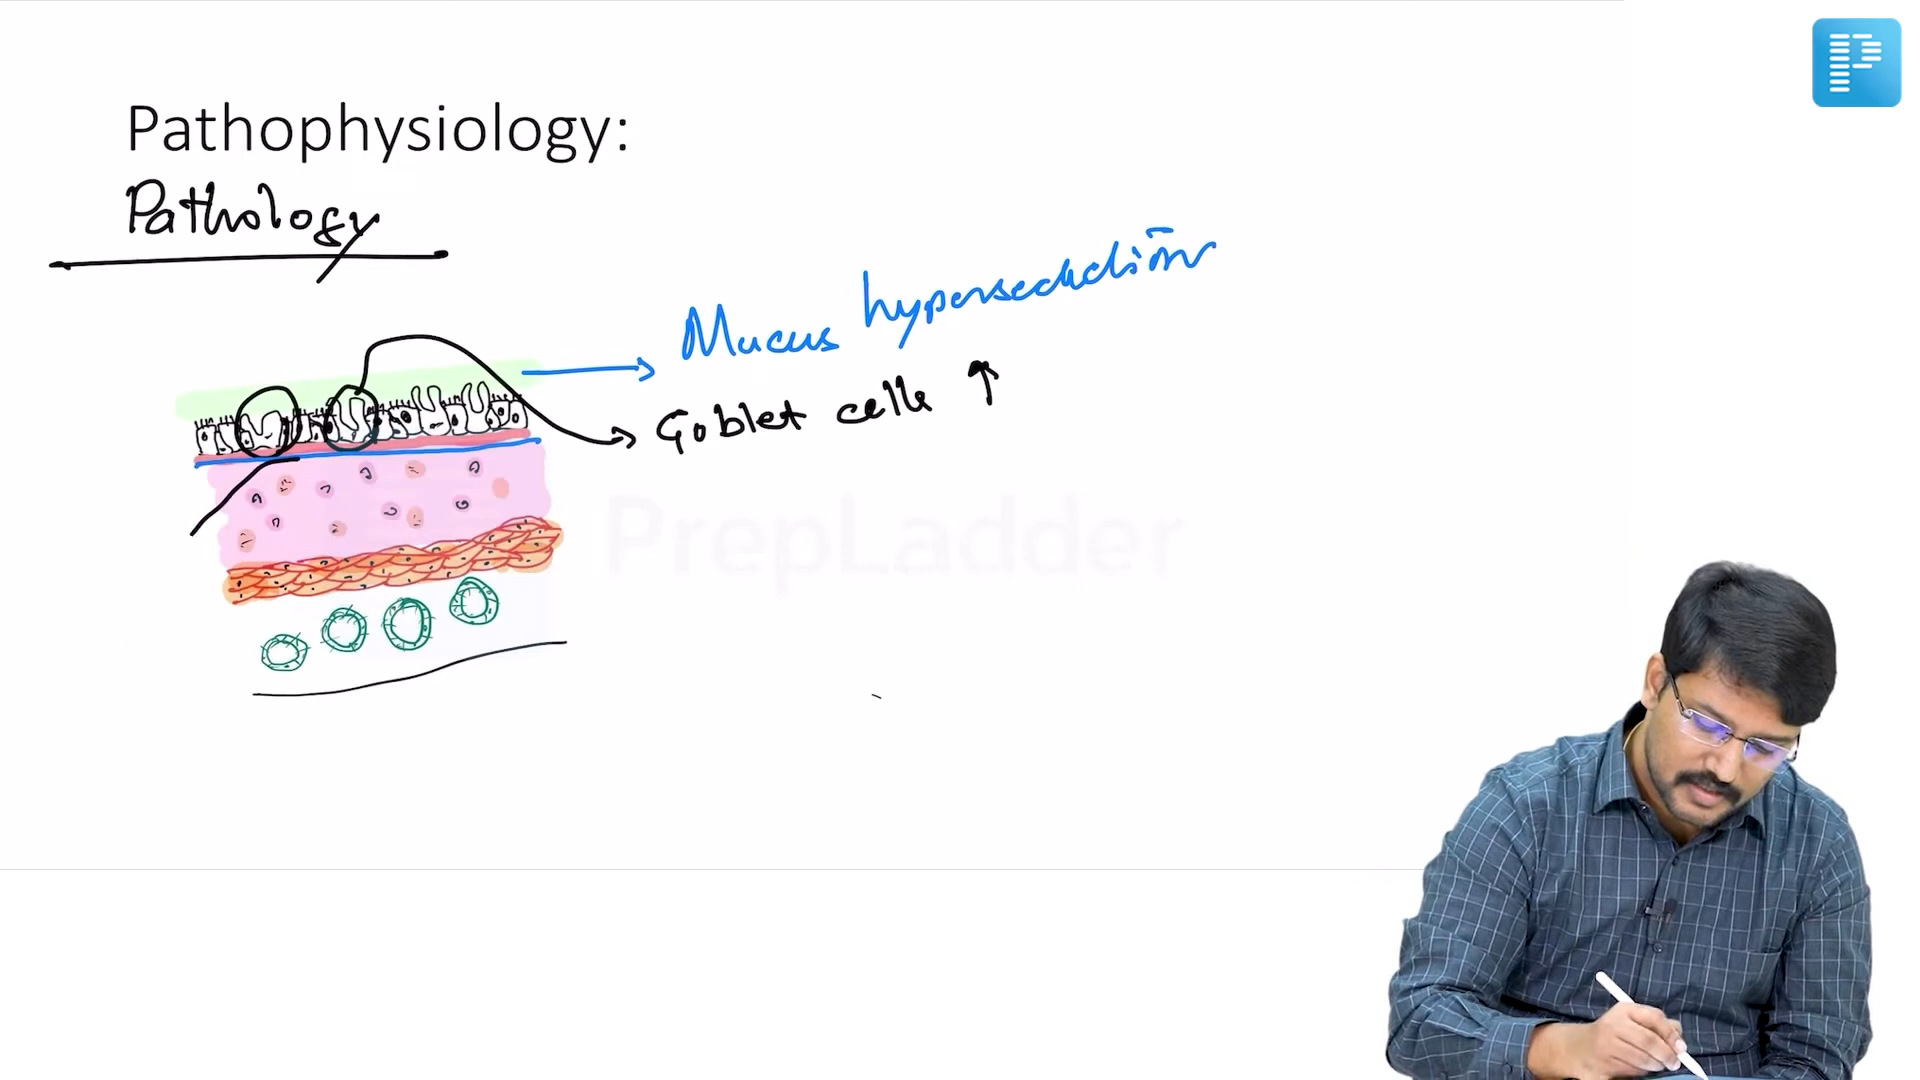 Pathophysiology:
Pathology
Mucus hypersecretion
Goblet cells ↑
PrepLadder